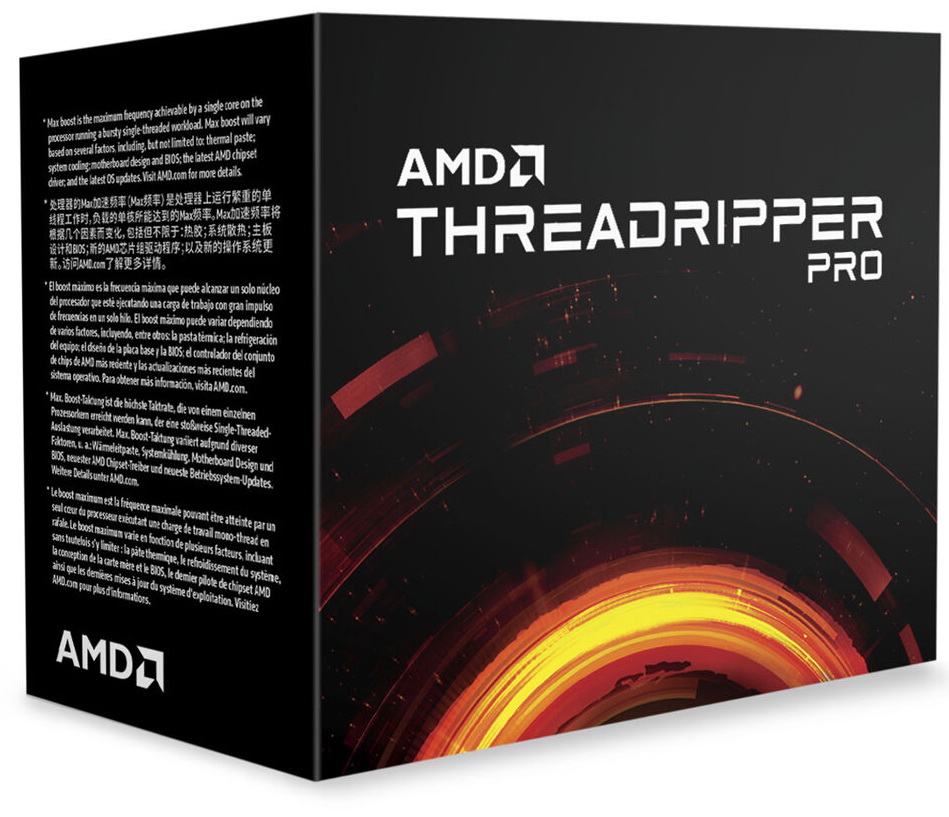 * Max boost is the maximum frequency achievable by a single core on the
processor running a bursty single-threaded workload. Max boost will vary
based on several factors, including, but not limited to: thermal paste;
system cooling; motherboard design and BIOS; the latest AMD chipset
driver; and the latest OS updates. Visit AMD.com for more details.
* 处理器的Max加速频率(Max频率)是处理器上运行繁重的单
线程工作时,负载的单核所能达到的Max频率。Max加速频率将
根据几个因素而变化,包括但不限于:热胶;系统散热;主板
设计和BIOS;新的AMD芯片组驱动程序;以及新的操作系统更
新。访问AMD.com了解更多详情。
* El boost máximo es la frecuencia máxima que puede alcanzar un solo núcleo
del procesador que esté ejecutando una carga de trabajo con gran impulso
de frecuencias en un solo hilo. El boost máximo puede variar dependiendo
de varios factores, incluyendo, entre otros: la pasta térmica; la refrigeración
del equipo; el diseño de la placa base y la BIOS; el controlador del conjunto
de chips de AMD más reciente y las actualizaciones más recientes del
sistema operativo. Para obtener más información, visita AMD.com.
* Max. Boost-Taktung ist die höchste Taktrate, die von einem einzelnen
Prozessorkern erreicht werden kann, der eine stoßweise Single-Threaded-
Auslastung verarbeitet. Max. Boost-Taktung variiert aufgrund diverser
Faktoren, u. a.: Wärmeleitpaste, Systemkühlung, Motherboard Design und
BIOS, neuester AMD Chipset-Treiber und neueste Betriebssystem-Updates.
Weitere Details unter AMD.com.
* Le boost maximum est la fréquence maximale pouvant être atteinte par un
seul cœur du processeur exécutant une charge de travail mono-thread en
rafale. Le boost maximum varie en fonction de plusieurs facteurs, incluant
sans toutefois s'y limiter : la pâte thermique, le refroidissement du système,
la conception de la carte mère et le BIOS, le dernier pilote de chipset AMD
ainsi que les dernières mises à jour du système d'exploitation. Visitiez
AMD.com pour plus d'informations.
AMD
AMD
THREADRIPPER
PRO